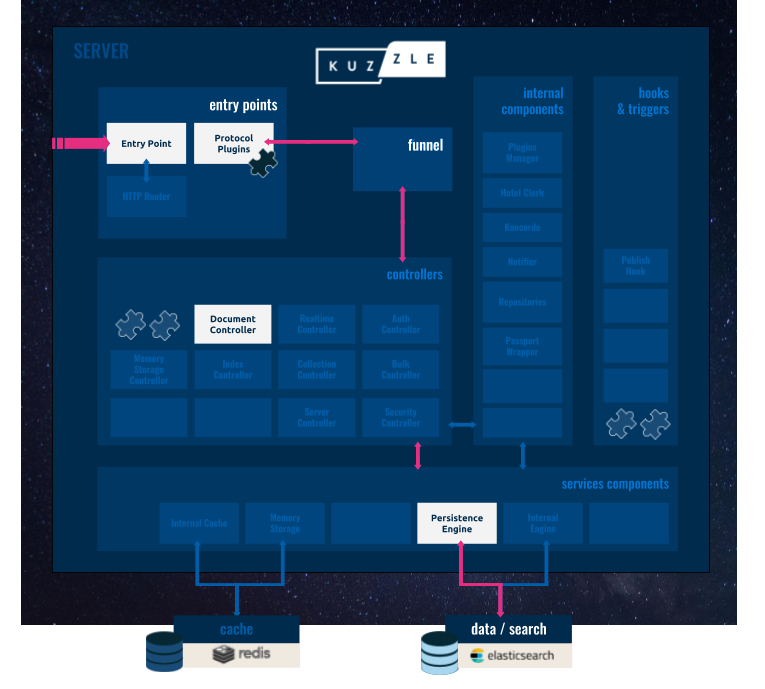 SERVER
KUZZLE
entry points
Entry Point
Protocol
Plugins
HTTP Router
funnel
internal
components
Plugins
Manager
Hotel Clerk
Koncorde
Notifier
Repositories
Passport
Wrapper
hooks
& triggers
Publish
Hook
controllers
Document
Controller
Realtime
Controller
Auth
Controller
Memory
Storage
Controller
Index
Controller
Collection
Controller
Bulk
Controller
Server
Controller
Security
Controller
services components
Internal Cache
Memory
Storage
Persistence
Engine
Internal
Engine
cache
redis
data / search
elasticsearch